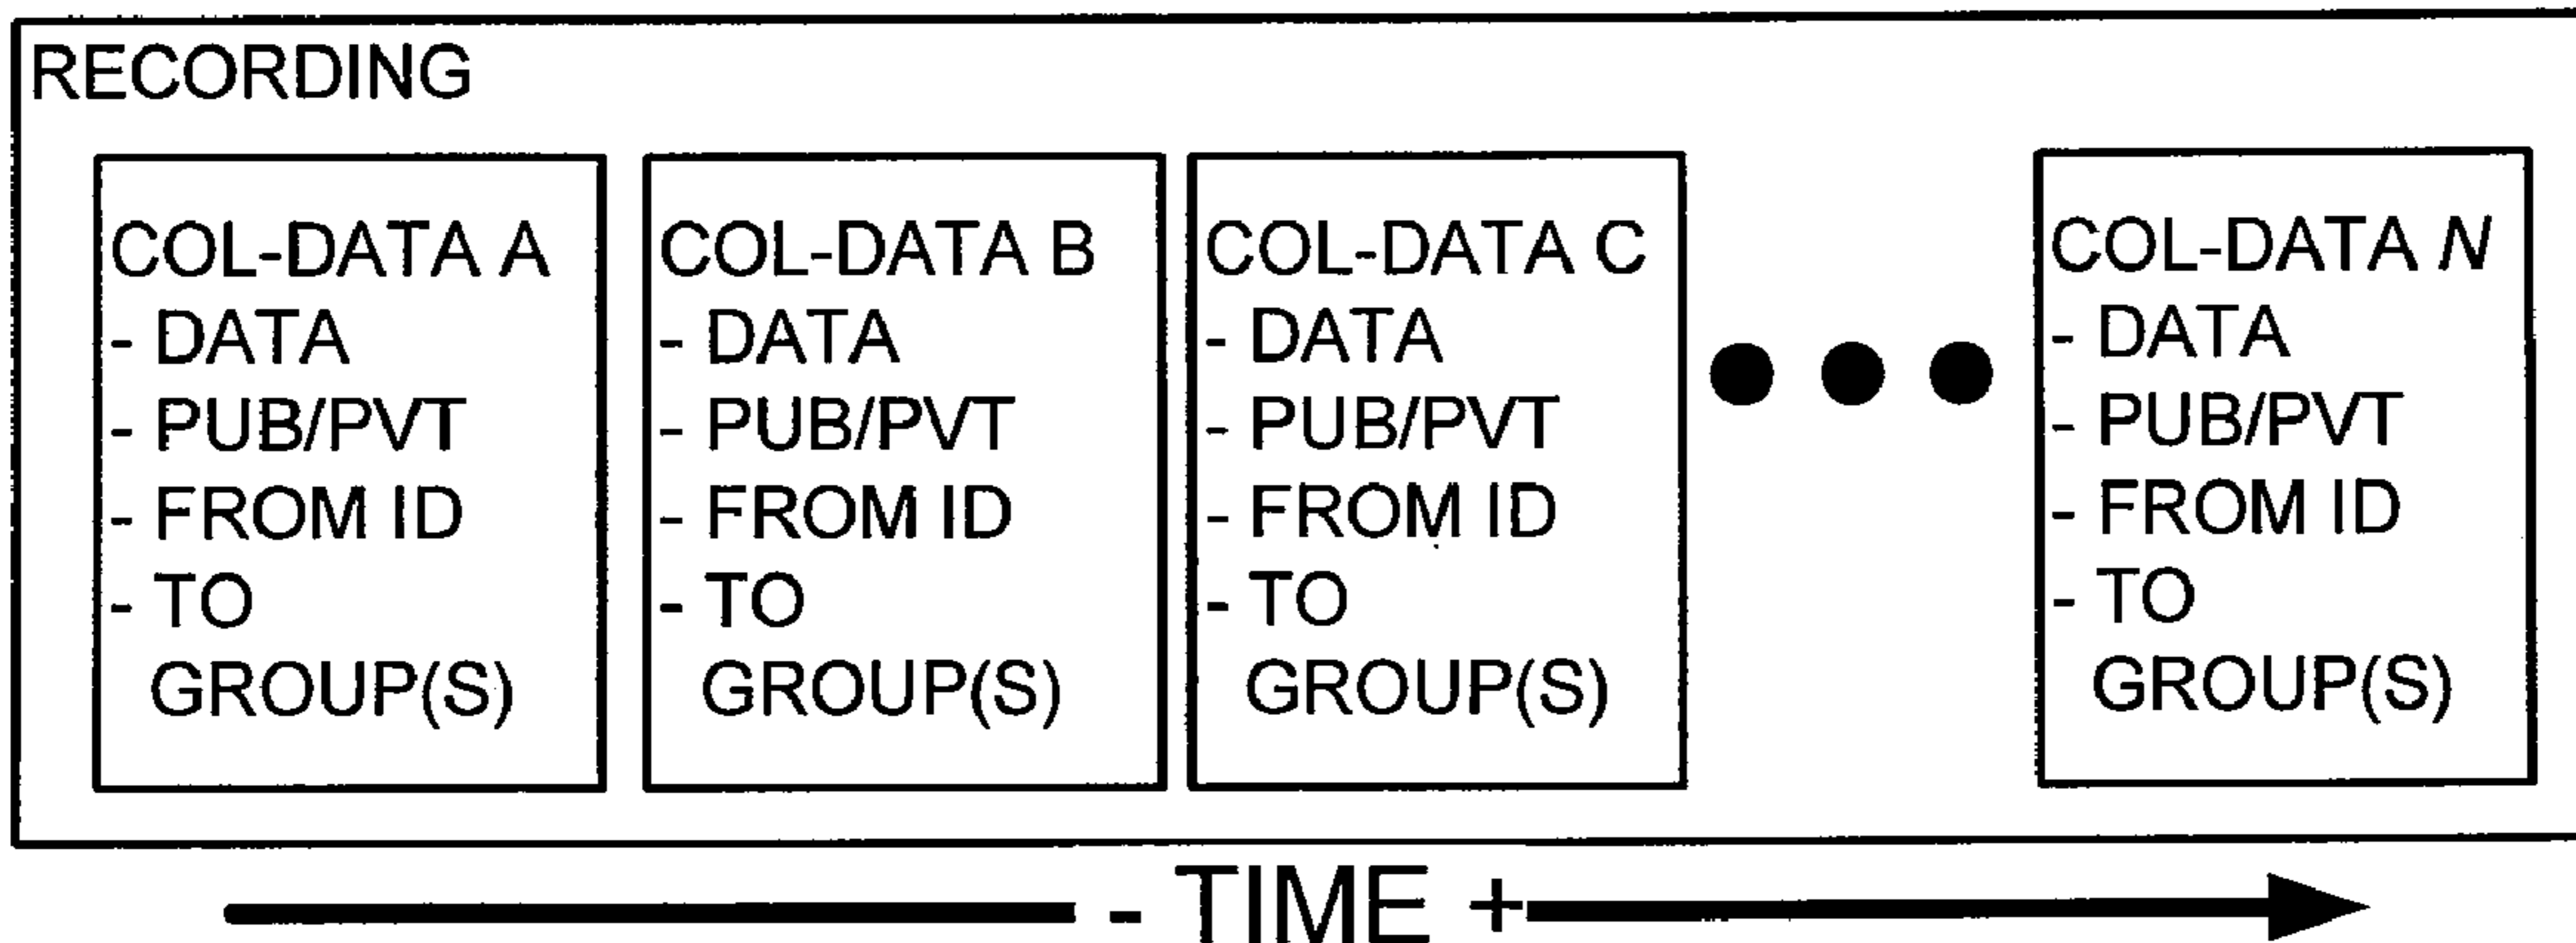 RECORDING
COL-DATA A
- DATA
- PUB/PVT
- FROM ID
- TO
GROUP(S)
COL-DATA B
- DATA
- PUB/PVT
- FROM ID
- TO
GROUP(S)
COL-DATA C
- DATA
- PUB/PVT
- FROM ID
- TO
GROUP(S)
COL-DATA N
- DATA
- PUB/PVT
- FROM ID
- TO
GROUP(S)
- TIME +